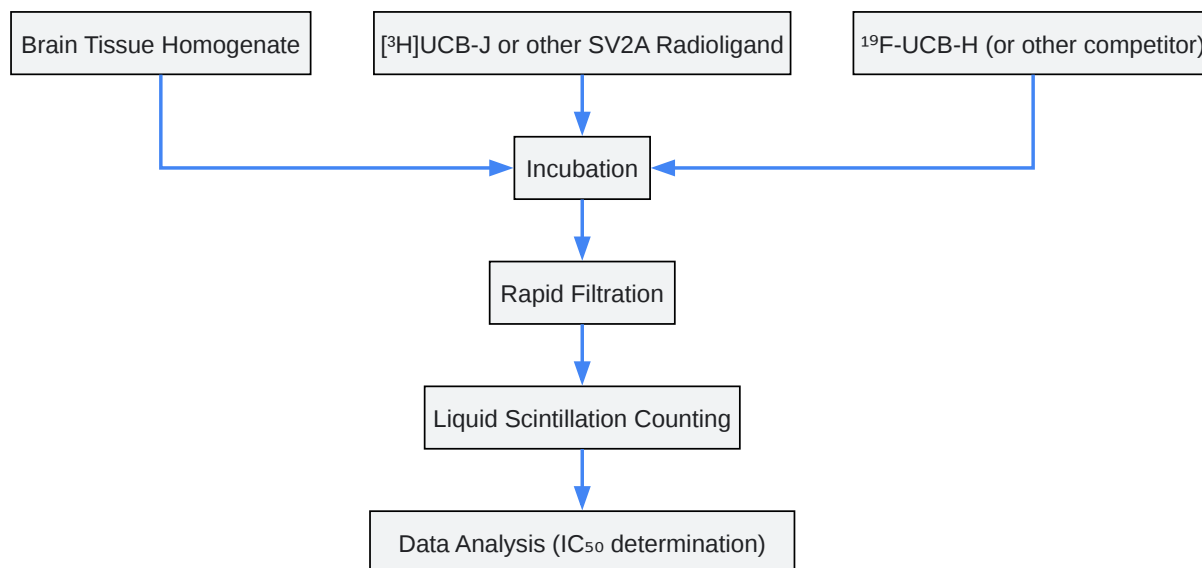 Brain Tissue Homogenate
[³H]UCB-J or other SV2A Radioligand
¹⁹F-UCB-H (or other competitor)
Incubation
Rapid Filtration
Liquid Scintillation Counting
Data Analysis (IC₅₀ determination)